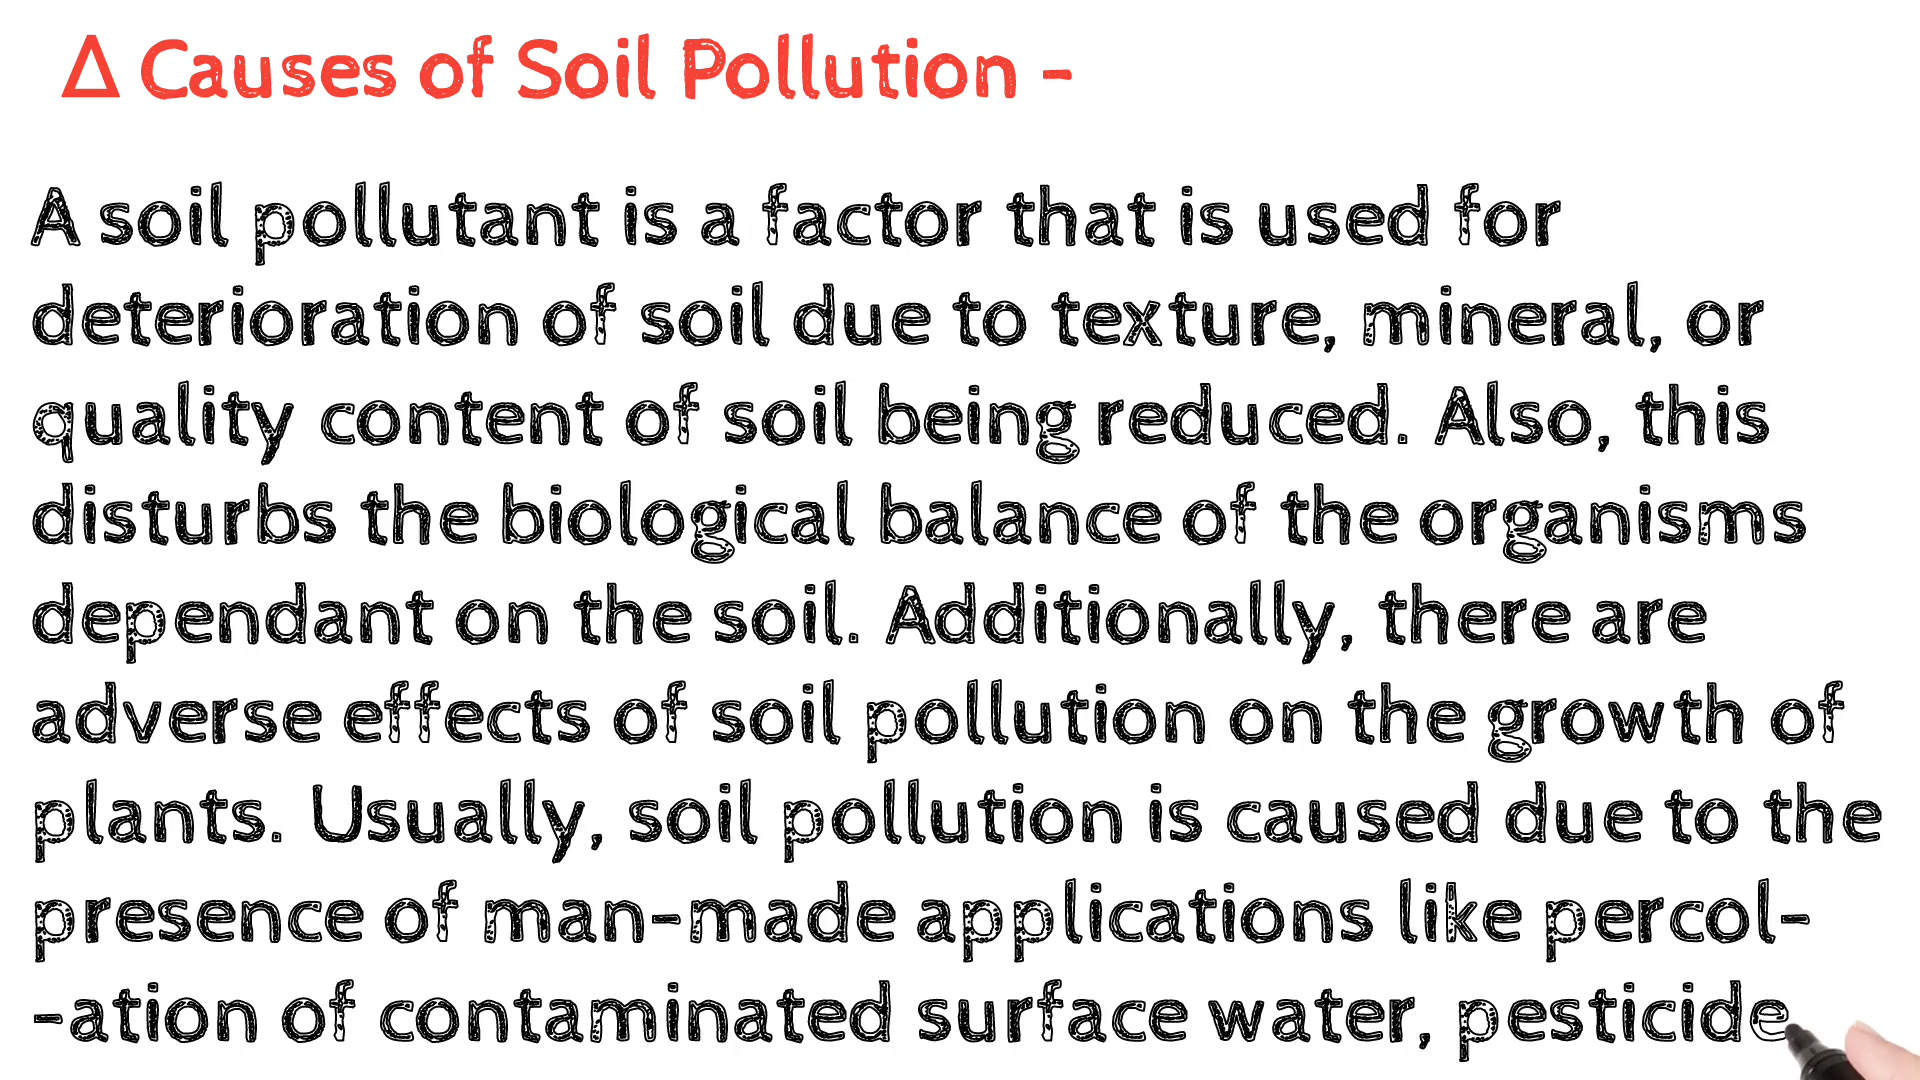 Δ Causes of Soil Pollution -
A soil pollutant is a factor that is used for
deterioration of soil due to texture, mineral, or
quality content of soil being reduced. Also, this
disturbs the biological balance of the organisms
dependant on the soil. Additionally, there are
adverse effects of soil pollution on the growth of
plants. Usually, soil pollution is caused due to the
presence of man-made applications like percol-
-ation of contaminated surface water, pesticide